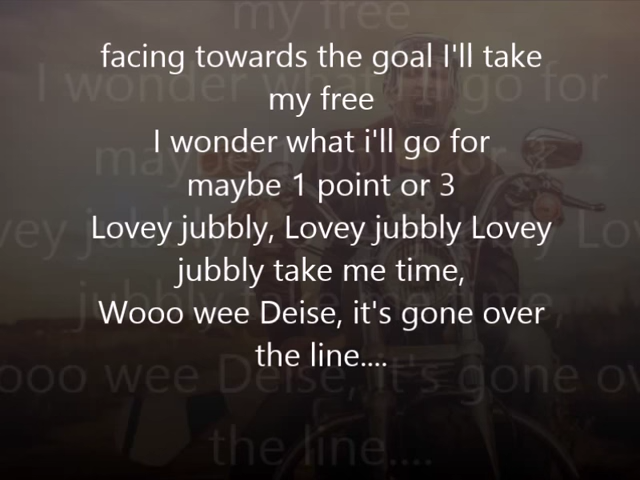 facing towards the goal I'll take
my free
I wonder what i'll go for
maybe 1 point or 3
Lovey jubbly, Lovey jubbly Lovey
jubbly take me time,
Wooo wee Deise, it's gone over
the line....